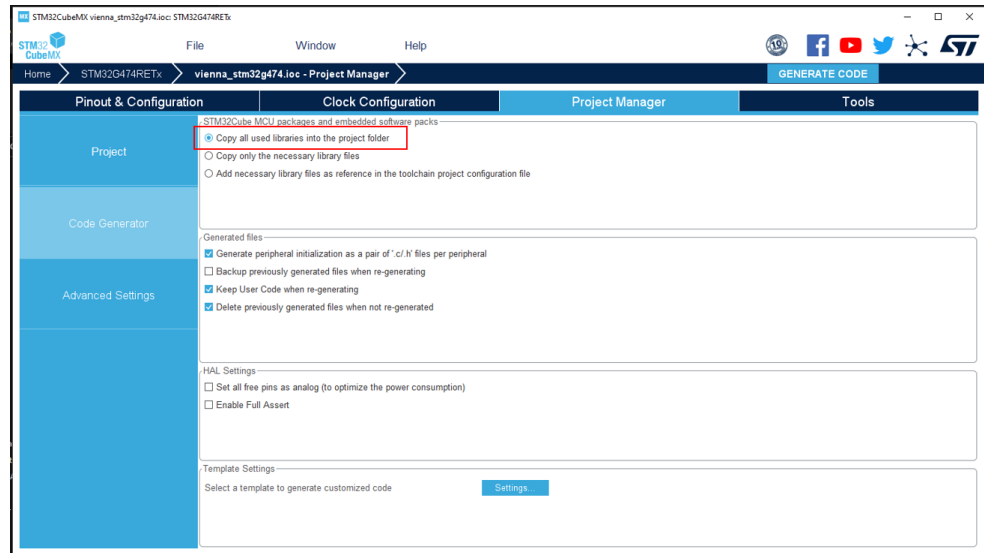 MX STM32CubeMX vienna_stm32g474.ioc: STM32G474RETx
STM32
CubeMX
File Window Help
10
Home STM32G474RETx vienna_stm32g474.ioc - Project Manager GENERATE CODE
Pinout & Configuration Clock Configuration Project Manager Tools
Project
Code Generator
Advanced Settings
STM32Cube MCU packages and embedded software packs
Copy all used libraries into the project folder
Copy only the necessary library files
Add necessary library files as reference in the toolchain project configuration file
Generated files
Generate peripheral initialization as a pair of '.c/.h' files per peripheral
Backup previously generated files when re-generating
Keep User Code when re-generating
Delete previously generated files when not re-generated
HAL Settings
Set all free pins as analog (to optimize the power consumption)
Enable Full Assert
Template Settings
Select a template to generate customized code Settings...